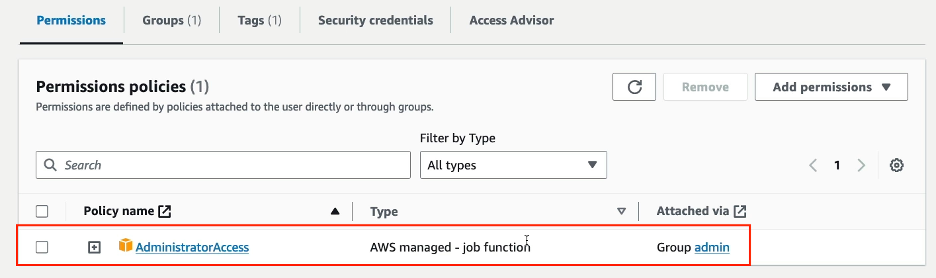 Permissions Groups (1) Tags (1) Security credentials Access Advisor
Permissions policies (1) Remove Add permissions
Permissions are defined by policies attached to the user directly or through groups.
Filter by Type
Search All types 1
Policy name Type Attached via
AdministratorAccess AWS managed - job function Group admin